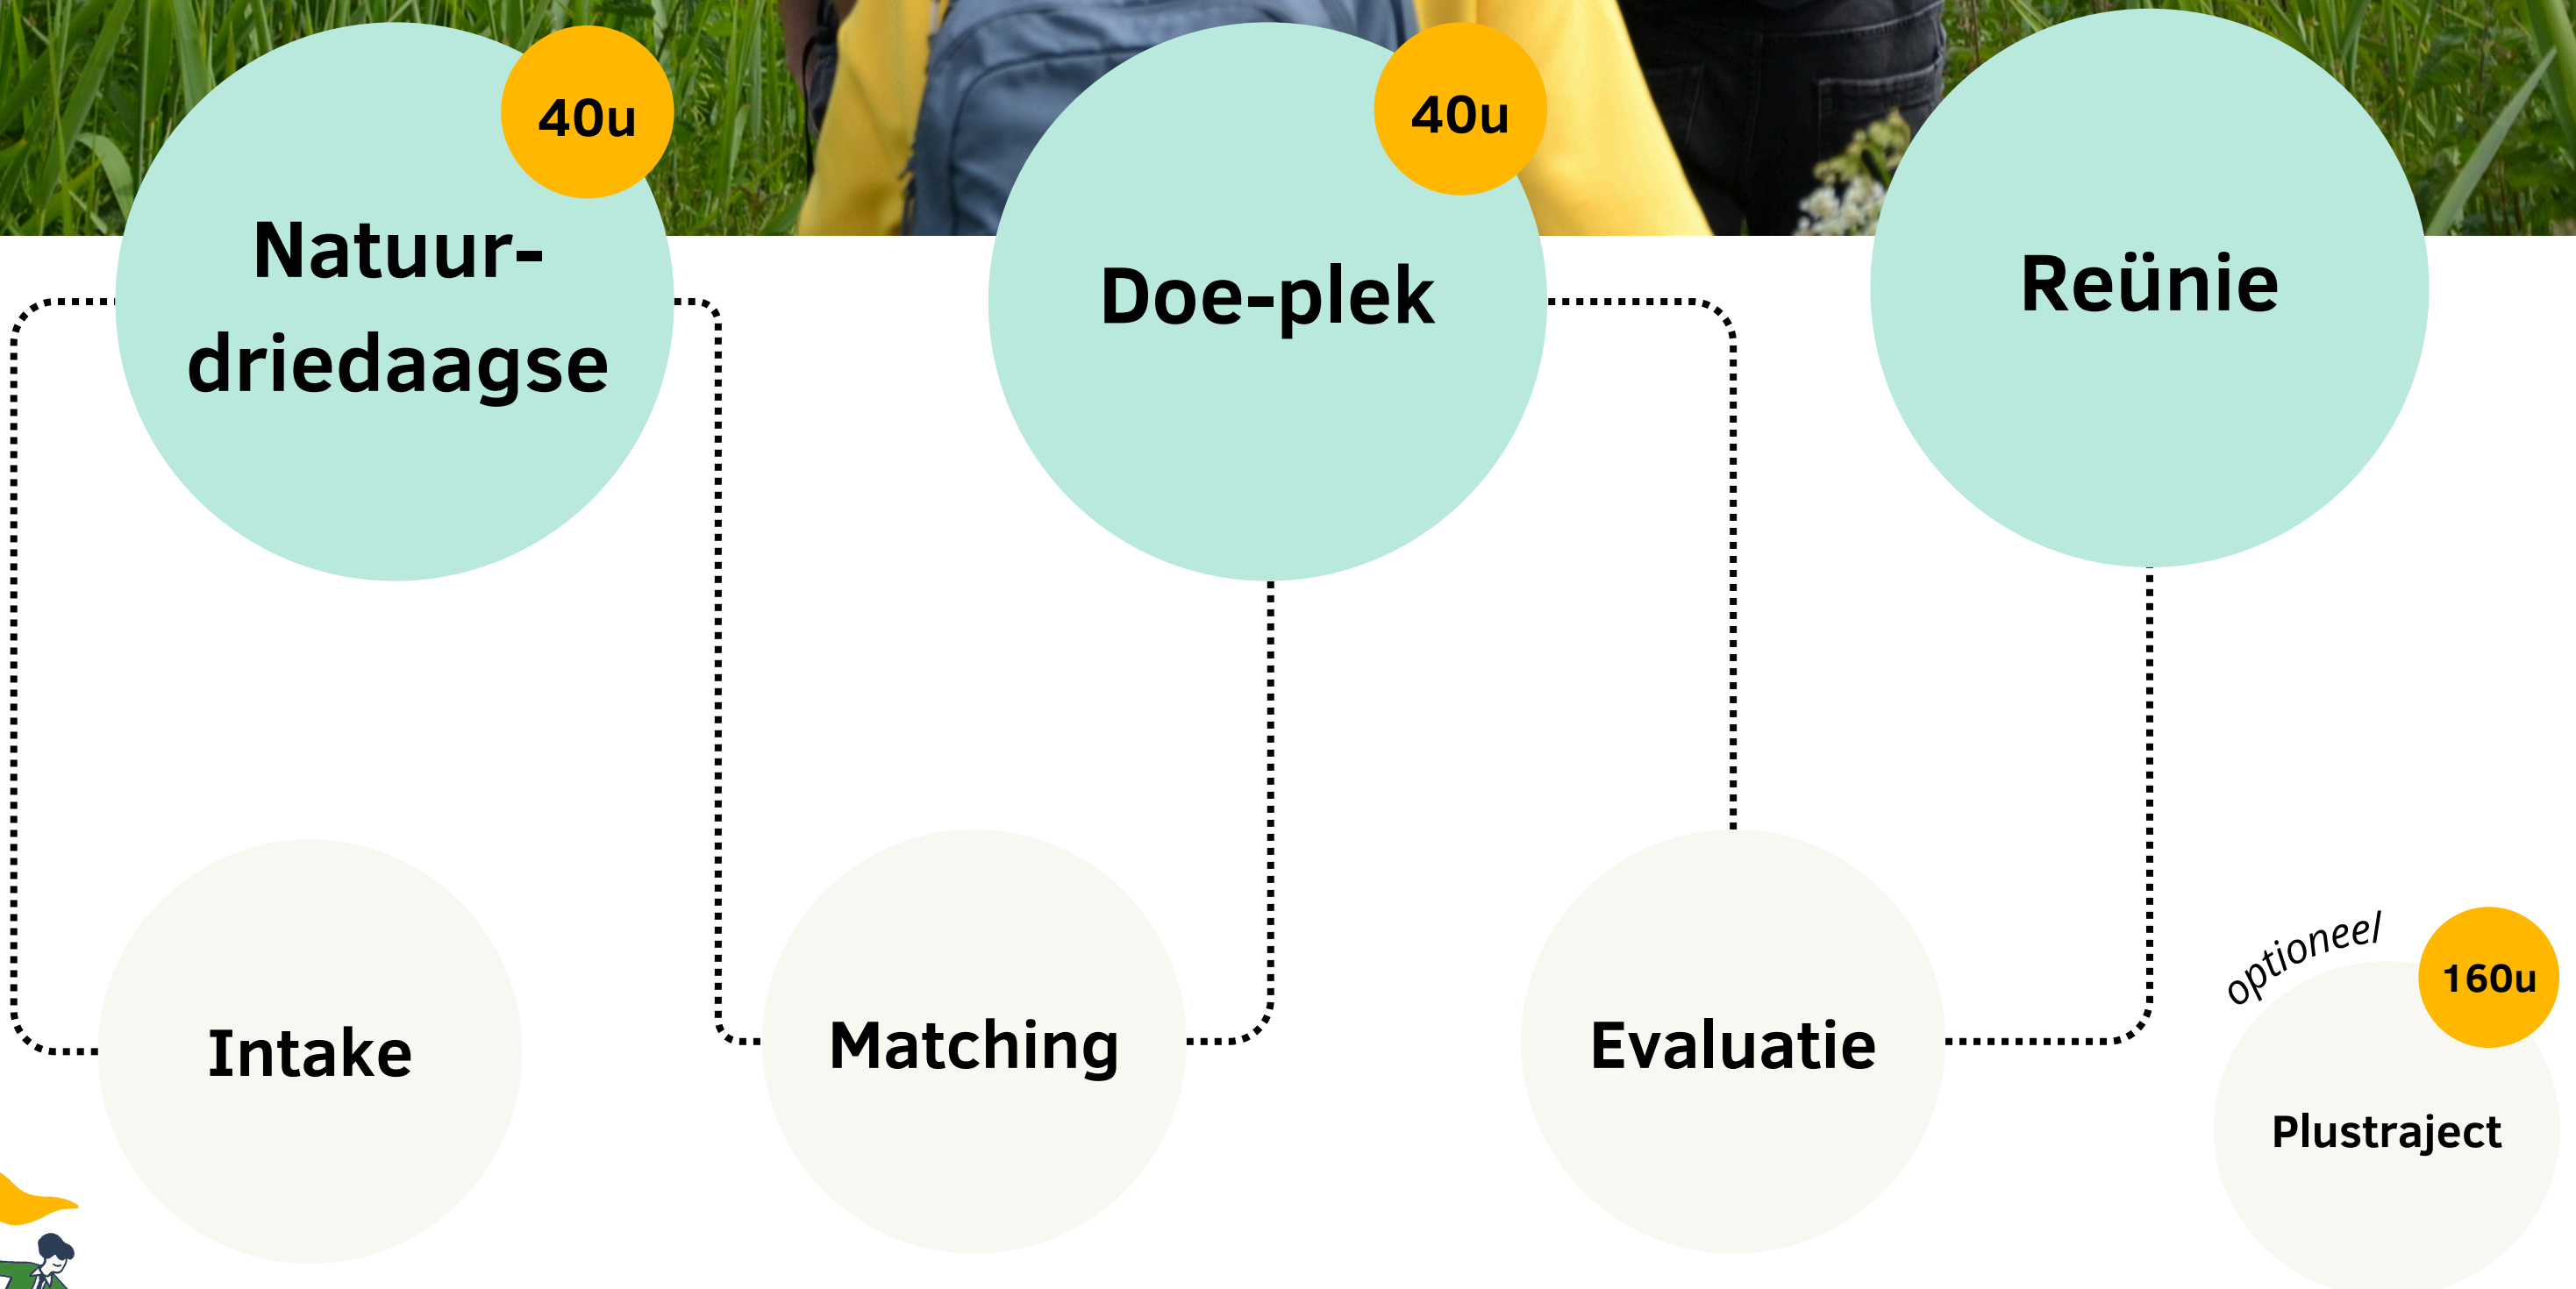 40u
Natuur-
driedaagse
40u
Doe-plek
Reünie
Intake
Matching
Evaluatie
optioneel
160u
Plustraject